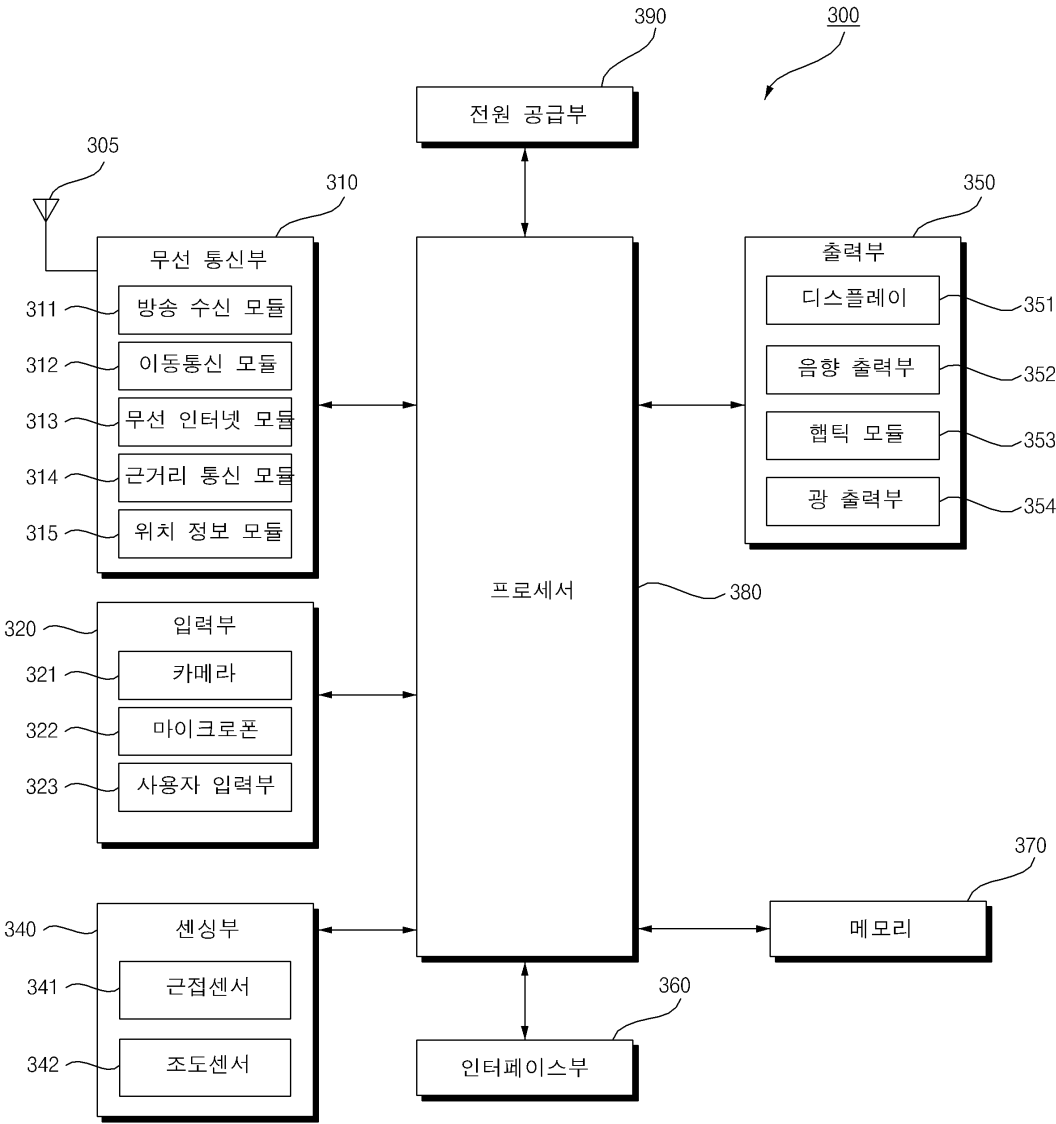 390
300
전원 공급부
305
310
350
무선 통신부
출력부
311
방송 수신 모듈
디스플레이
351
312
이동통신 모듈
음향 출력부
352
313
무선 인터넷 모듈
햅틱 모듈
353
314
근거리 통신 모듈
광 출력부
354
315
위치 정보 모듈
프로세서
380
320
입력부
321
카메라
322
마이크로폰
323
사용자 입력부
370
340
센싱부
메모리
341
근접센서
360
342
조도센서
인터페이스부